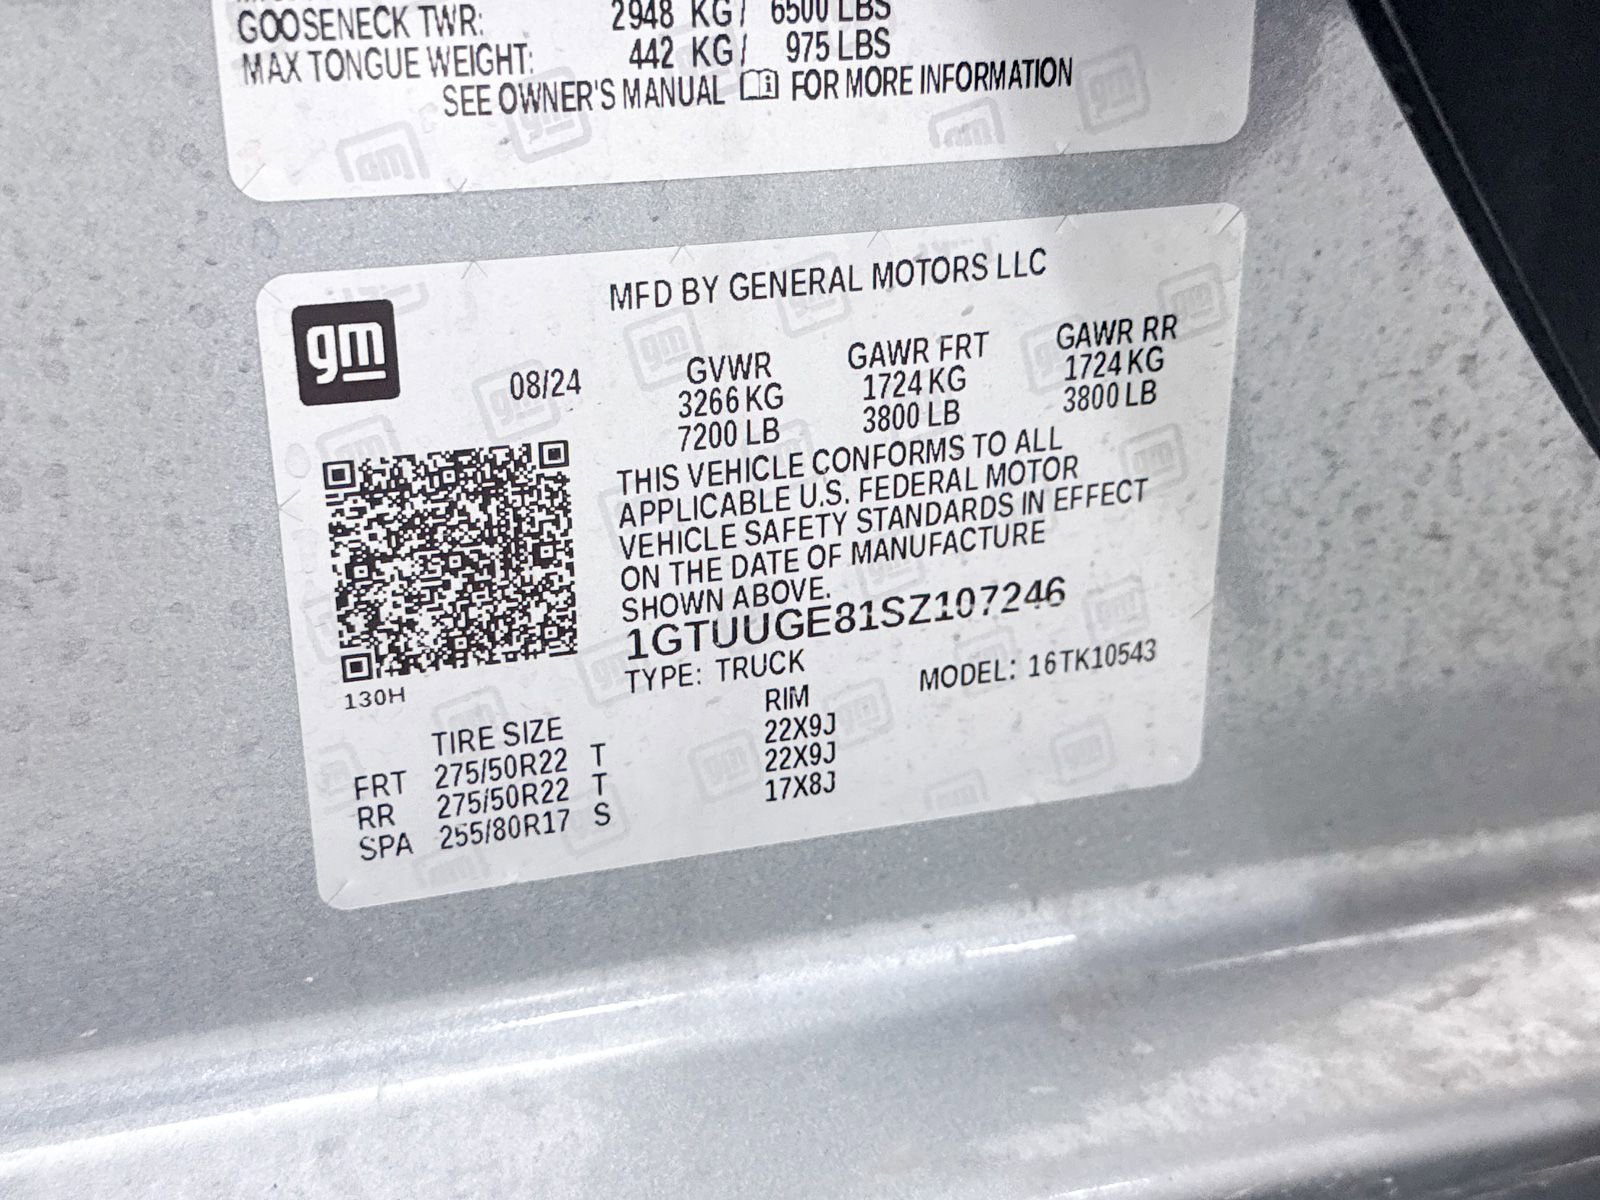 GOOSENECK TWR: 2948 KG/ 6500 LBS
MAX TONGUE WEIGHT: 442 KG/ 975 LBS
SEE OWNER'S MANUAL FOR MORE INFORMATION
MFD BY GENERAL MOTORS LLC
gm
08/24
GVWR GAWR FRT GAWR RR
3266 KG 1724 KG 1724 KG
7200 LB 3800 LB 3800 LB
THIS VEHICLE CONFORMS TO ALL
APPLICABLE U.S. FEDERAL MOTOR
VEHICLE SAFETY STANDARDS IN EFFECT
ON THE DATE OF MANUFACTURE
SHOWN ABOVE.
1GTUUGE81SZ107246
TYPE: TRUCK MODEL: 16TK10543
130H
TIRE SIZE RIM
FRT 275/50R22 T 22X9J
RR 275/50R22 T 22X9J
SPA 255/80R17 S 17X8J